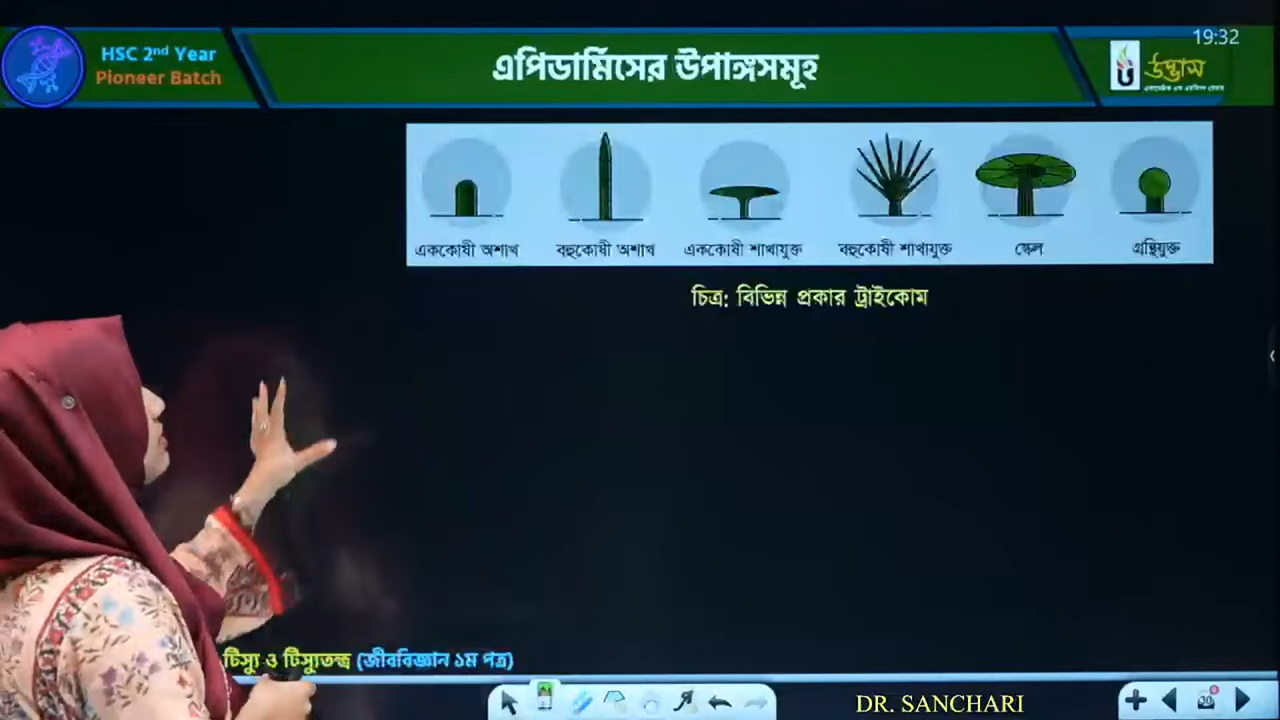 19:32
HSC 2nd Year
Pioneer Batch
এপিডার্মিসের উপাঙ্গসমূহ
উদ্ভাস
এককোষী অশাখ
বহুকোষী অশাখ
এককোষী শাখাযুক্ত
বহুকোষী শাখাযুক্ত
স্কেল
গ্রন্থিযুক্ত
চিত্র: বিভিন্ন প্রকার ট্রাইকোম
টিস্যু ও টিস্যুতন্ত্র (জীববিজ্ঞান ১ম পত্র)
DR. SANCHARI